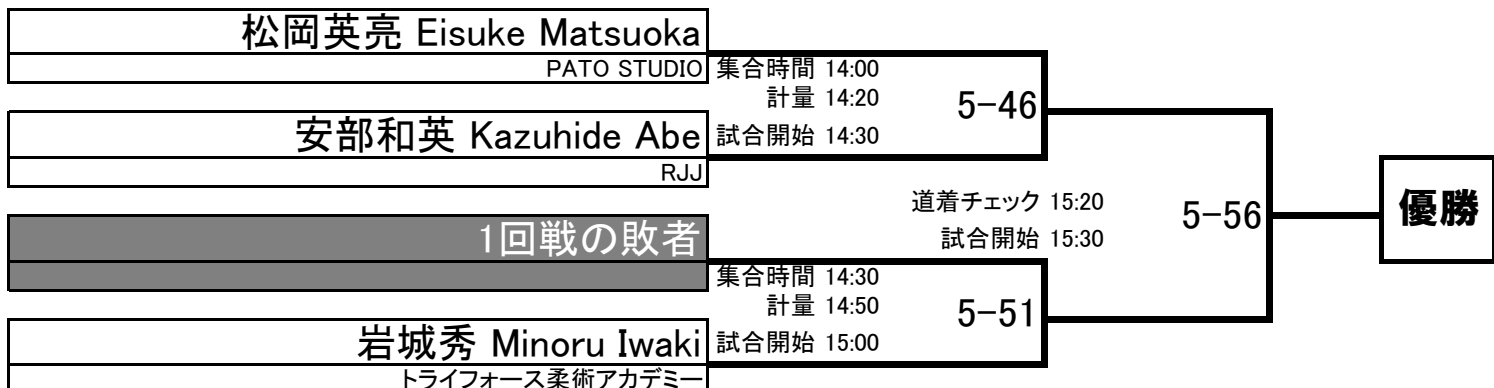 松岡英亮 Eisuke Matsuoka
PATO STUDIO
集合時間 14:00
計量 14:20
5-46
安部和英 Kazuhide Abe
試合開始 14:30
RJJ
道着チェック 15:20
5-56
優勝
1回戦の敗者
試合開始 15:30
集合時間 14:30
計量 14:50
5-51
岩城秀 Minoru Iwaki
試合開始 15:00
トライフォース柔術アカデミー